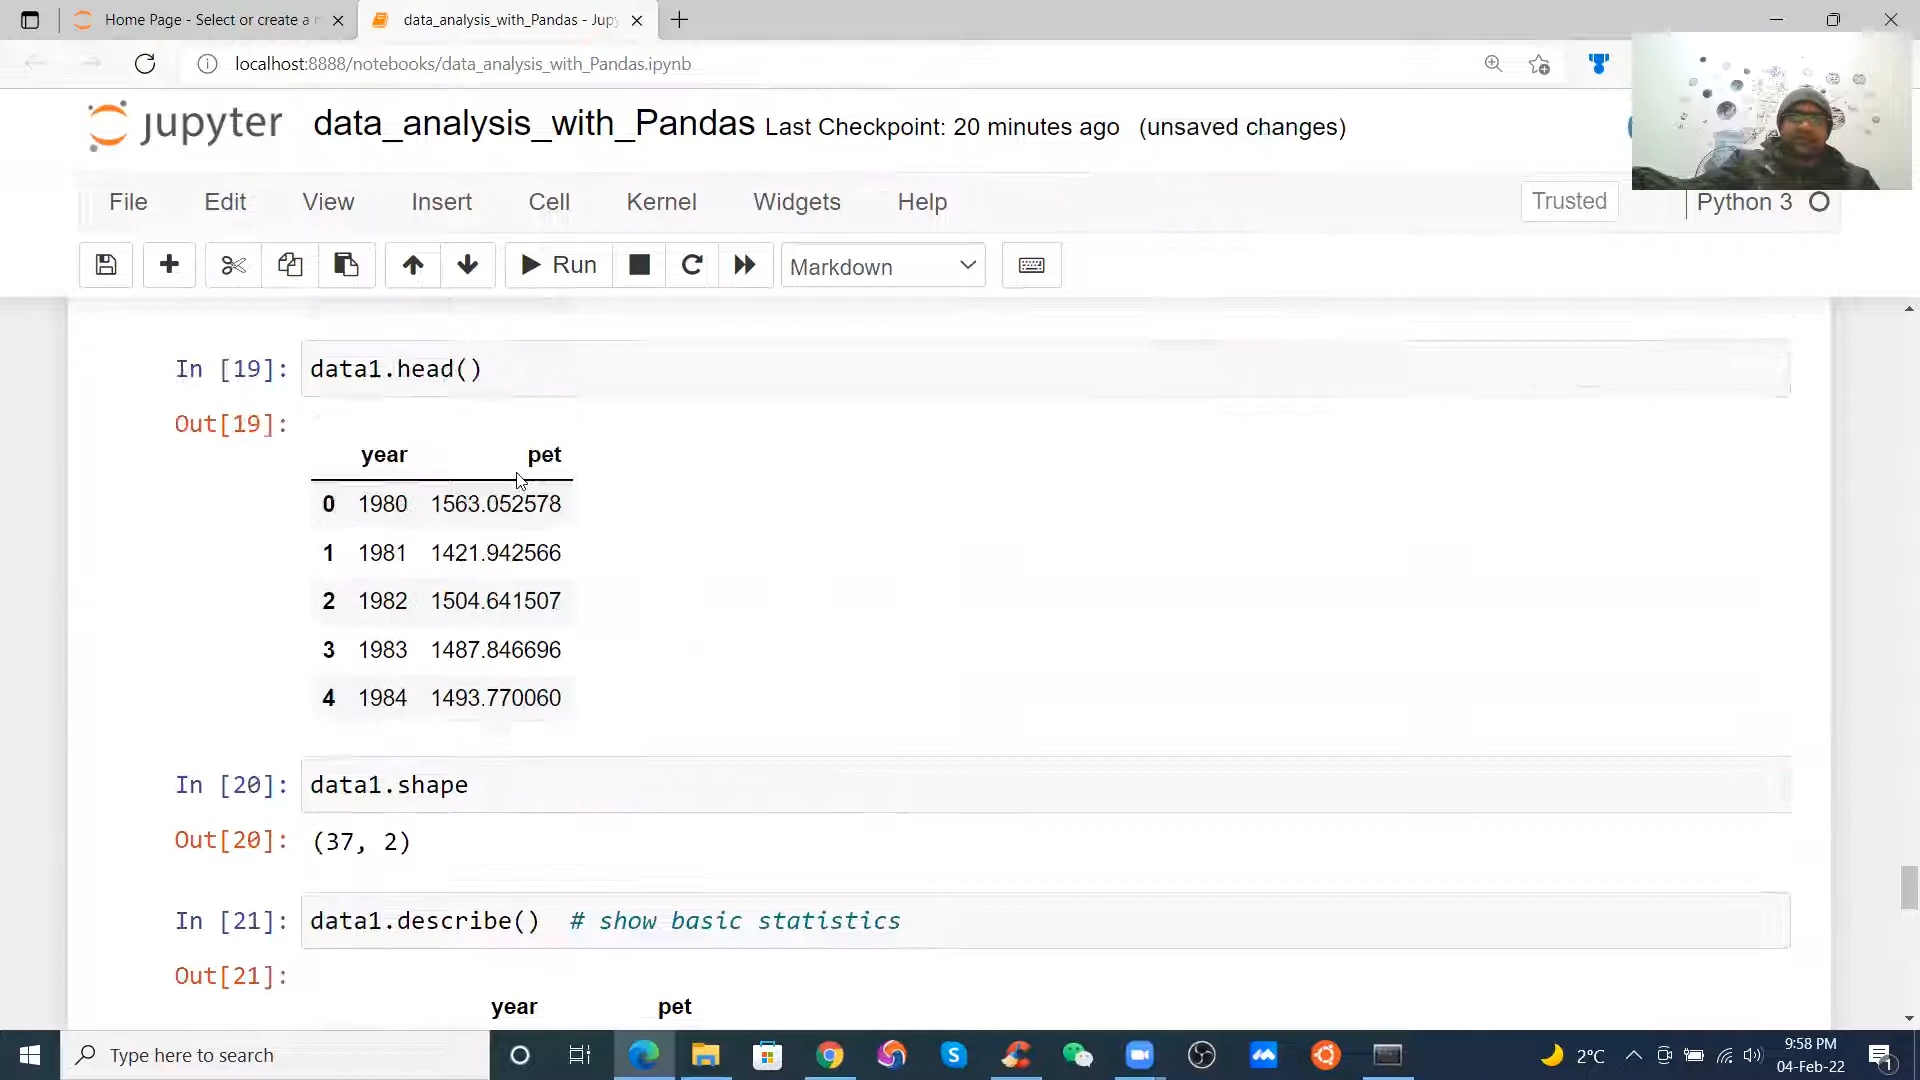 Home Page - Select or create a n
data_analysis_with_Pandas - Jup
localhost:8888/notebooks/data_analysis_with_Pandas.ipynb
jupyter data_analysis_with_Pandas Last Checkpoint: 20 minutes ago (unsaved changes)
File Edit View Insert Cell Kernel Widgets Help Trusted Python 3
Run Markdown
In [19]: data1.head()
Out[19]:
year pet
0 1980 1563.052578
1 1981 1421.942566
2 1982 1504.641507
3 1983 1487.846696
4 1984 1493.770060
In [20]: data1.shape
Out[20]: (37, 2)
In [21]: data1.describe() # show basic statistics
Out[21]:
year pet
Type here to search
2°C
9:58 PM
04-Feb-22
1